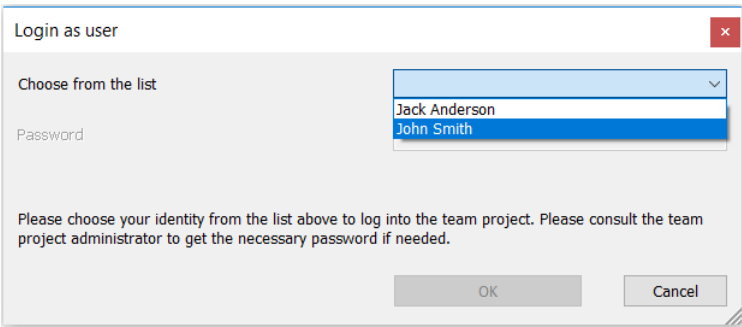 Login as user
Choose from the list
Jack Anderson
John Smith
Password
Please choose your identity from the list above to log into the team project. Please consult the team
project administrator to get the necessary password if needed.
OK
Cancel